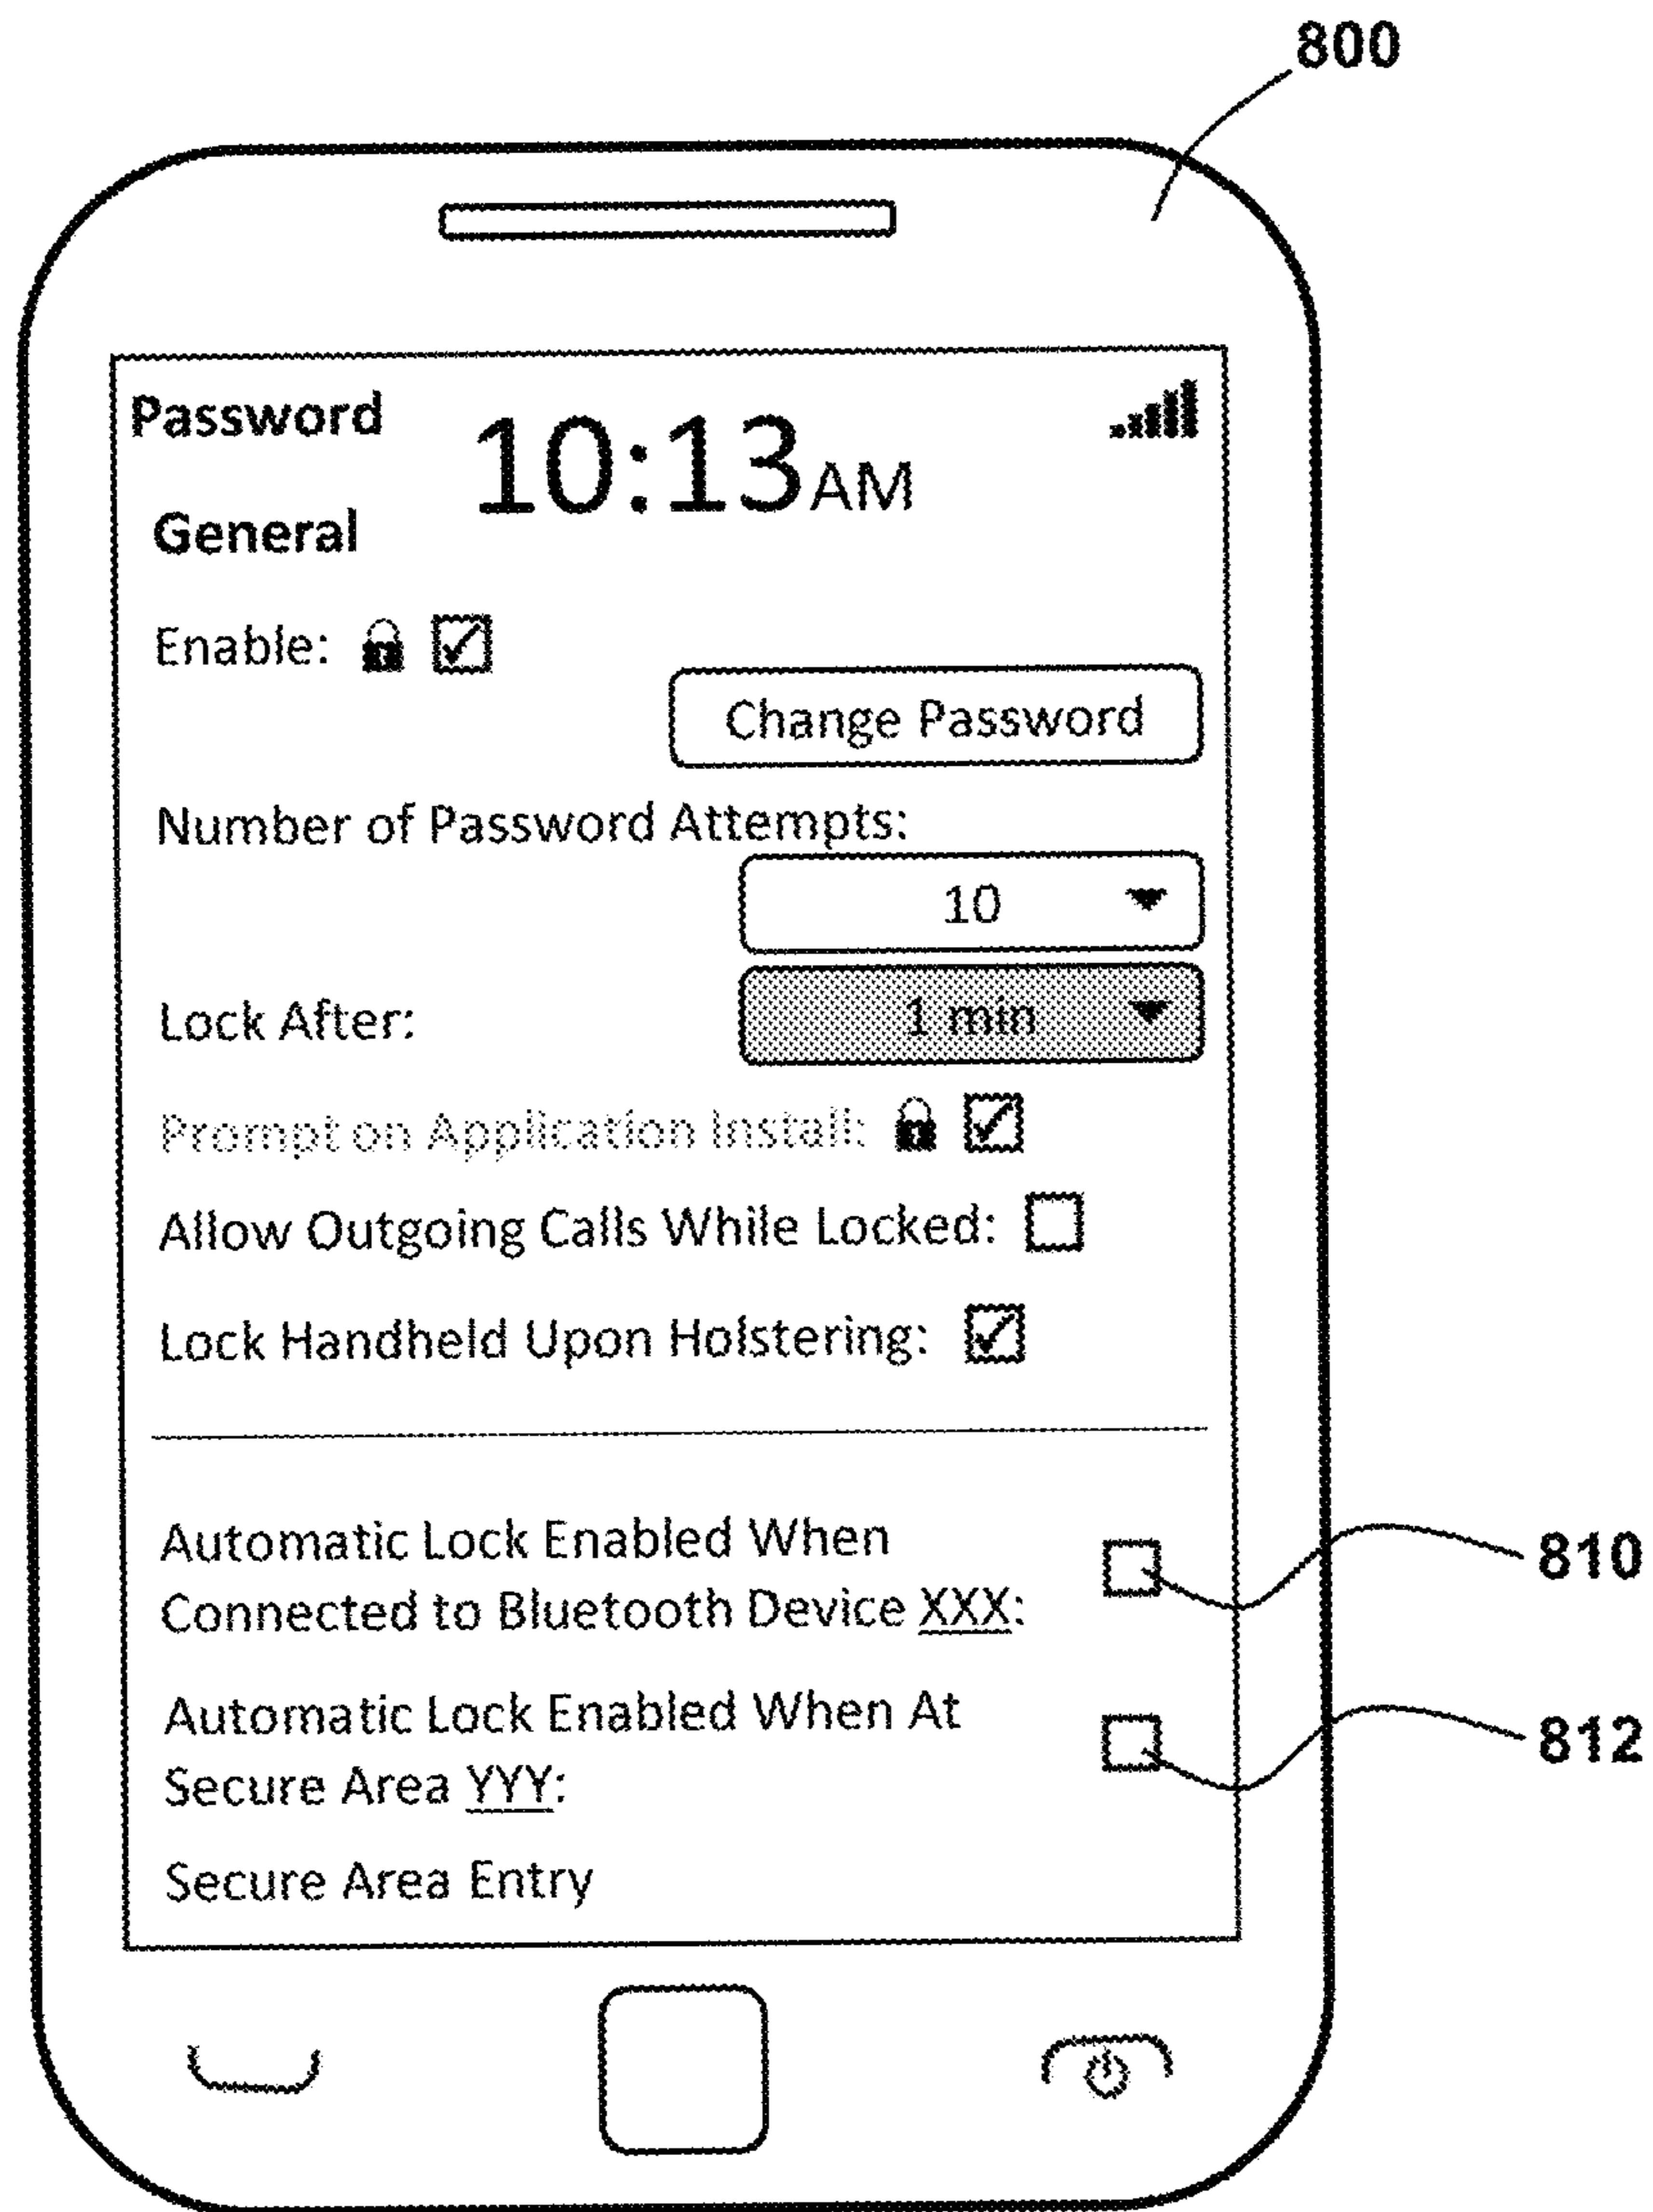 800
Password
10:13 AM
General
Enable:
Change Password
Number of Password Attempts:
10
Lock After:
1 min
Prompt on Application Install:
Allow Outgoing Calls While Locked:
Lock Handheld Upon Holstering:
Automatic Lock Enabled When
Connected to Bluetooth Device XXX:
810
Automatic Lock Enabled When At
Secure Area YYY:
812
Secure Area Entry